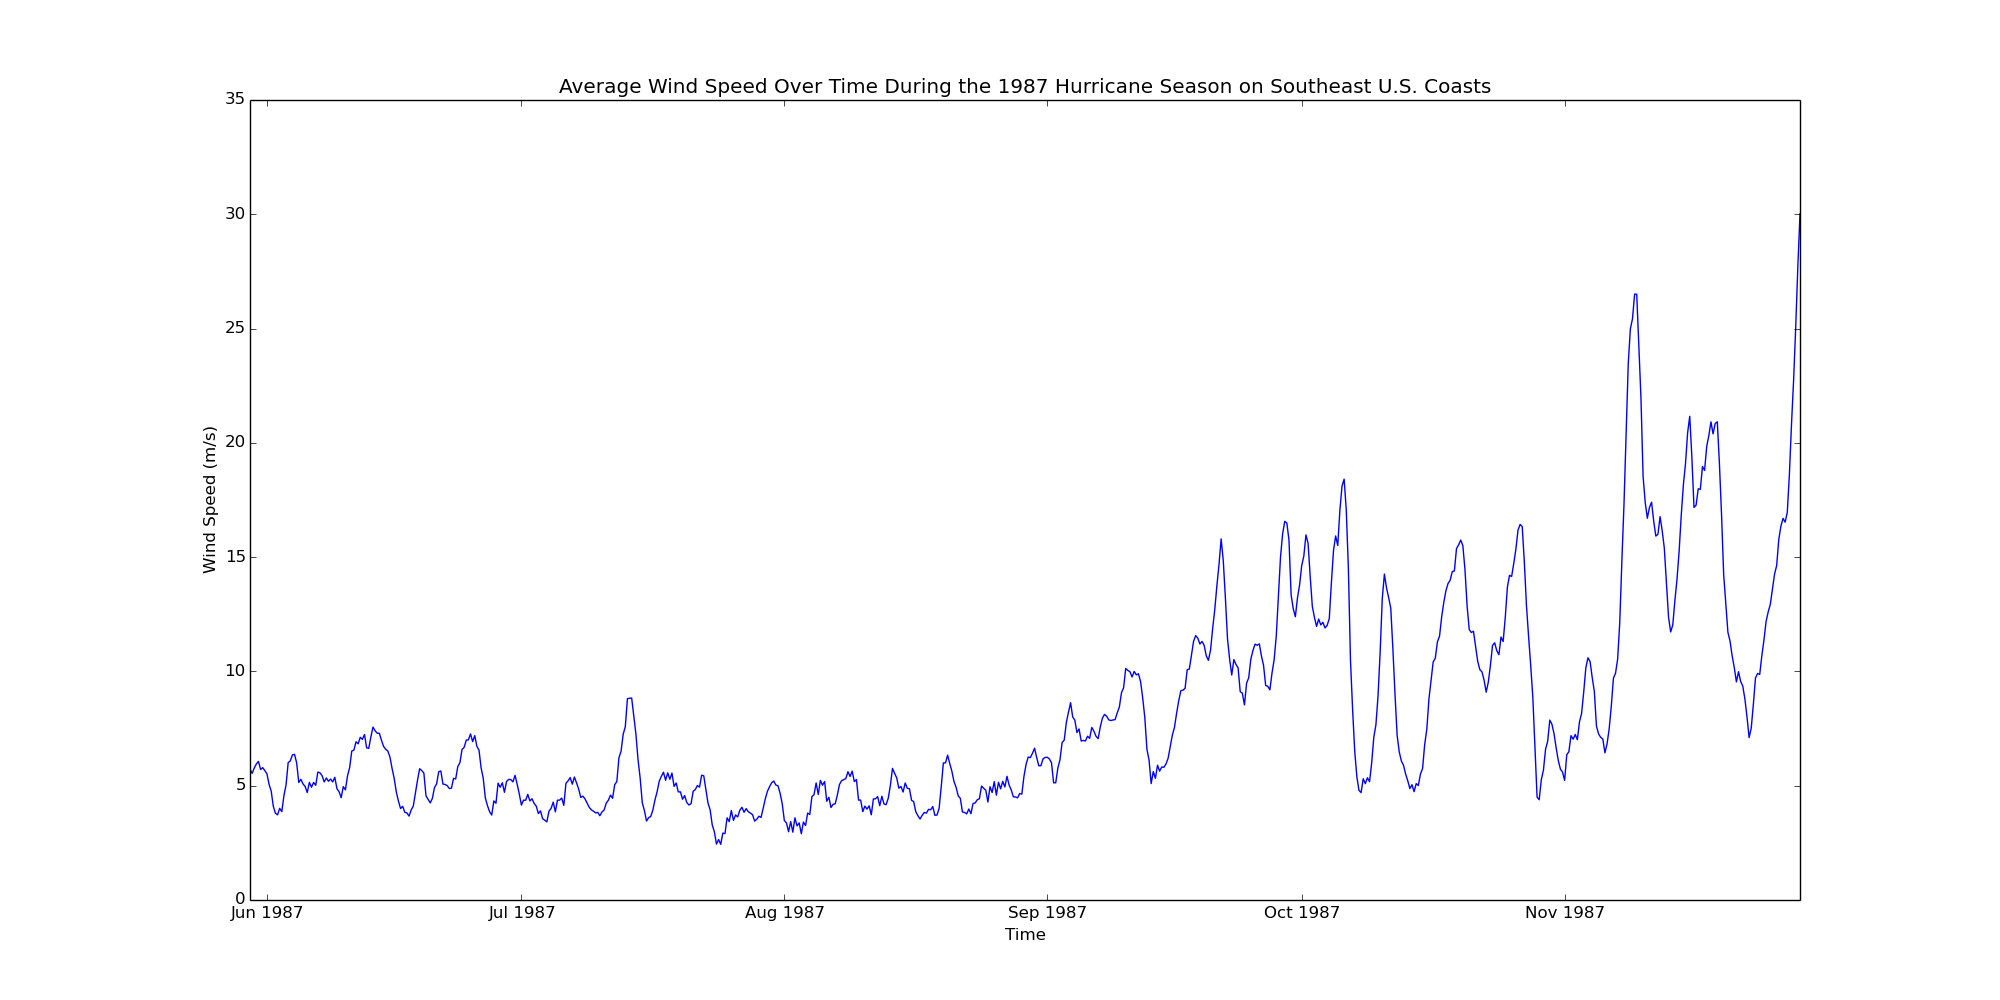 Average Wind Speed Over Time During the 1987 Hurricane Season on Southeast U.S. Coasts
35
30
25
20
15
10
5
0
Wind Speed (m/s)
Jun 1987 Jul 1987 Aug 1987 Sep 1987 Oct 1987 Nov 1987
Time